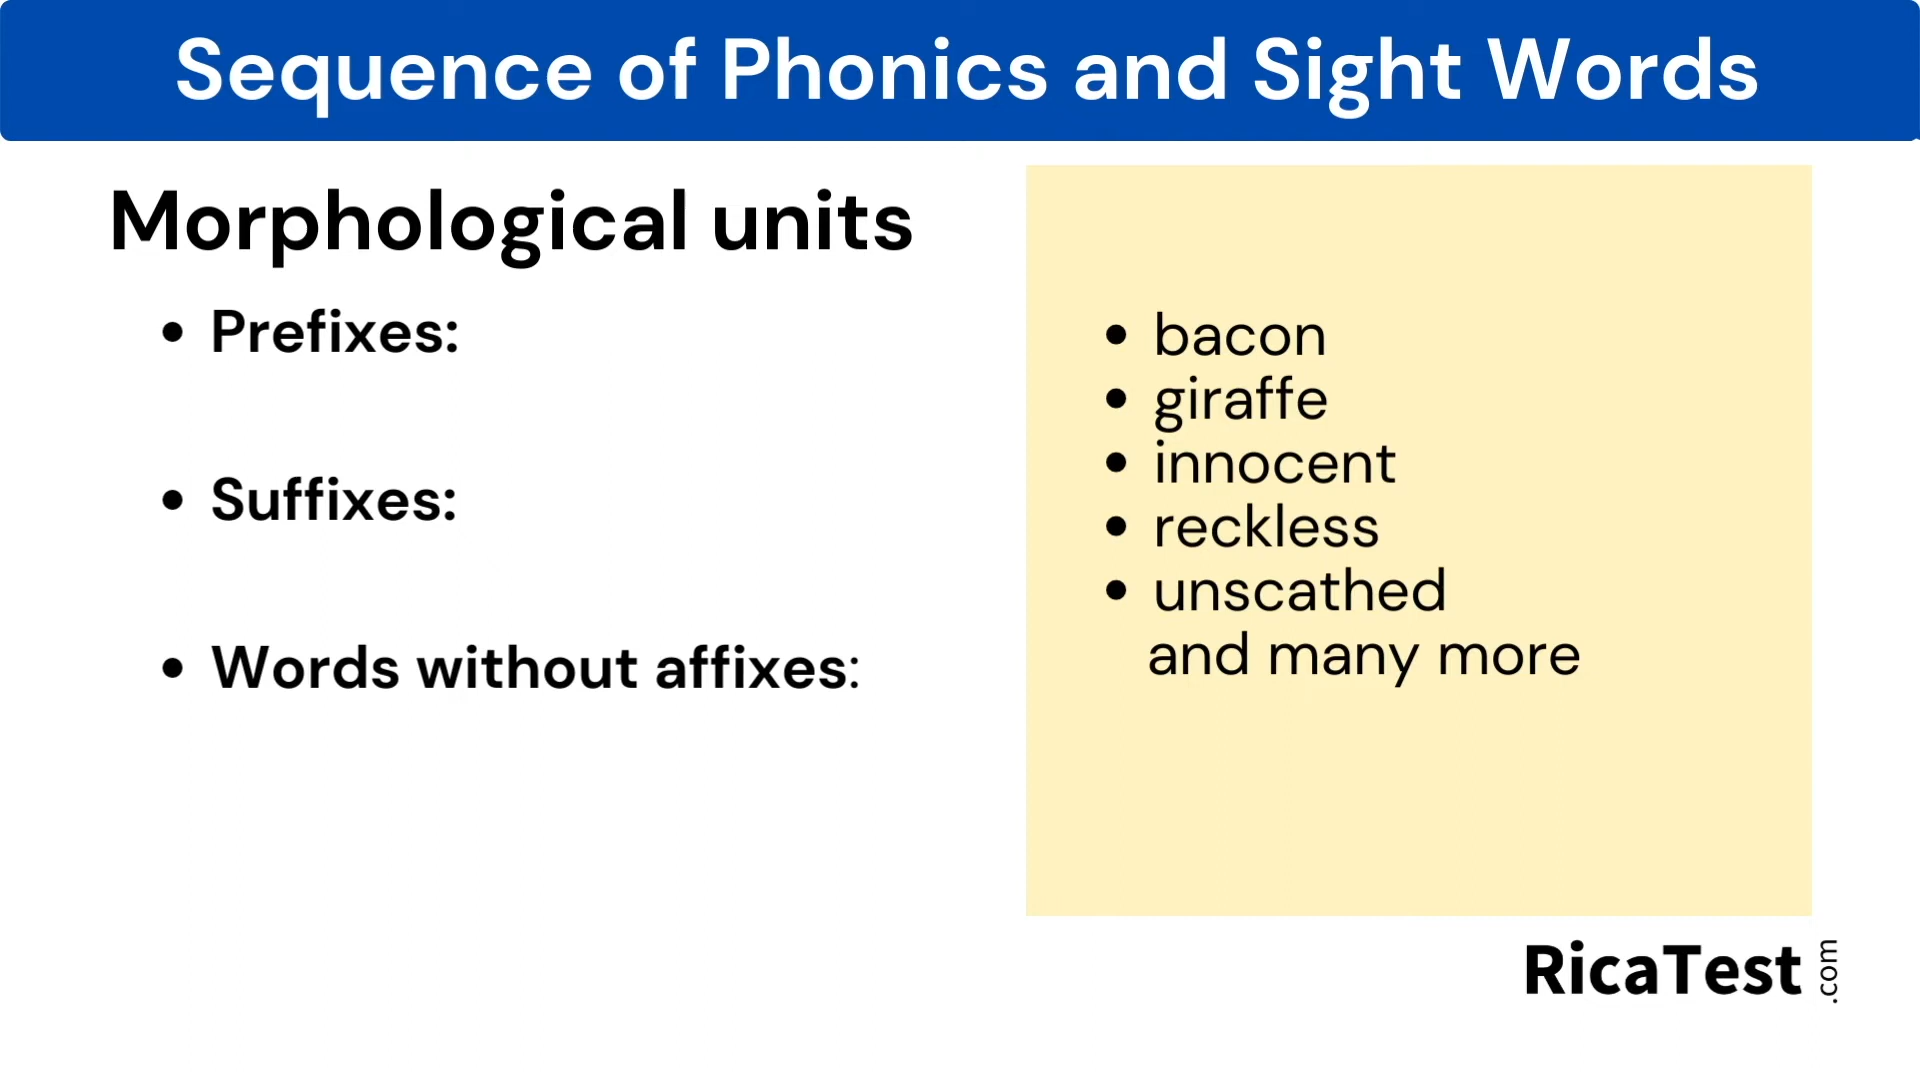 Sequence of Phonics and Sight Words
Morphological units
• Prefixes:
• Suffixes:
• Words without affixes:
• bacon
• giraffe
• innocent
• reckless
• unscathed
and many more
RicaTest.com